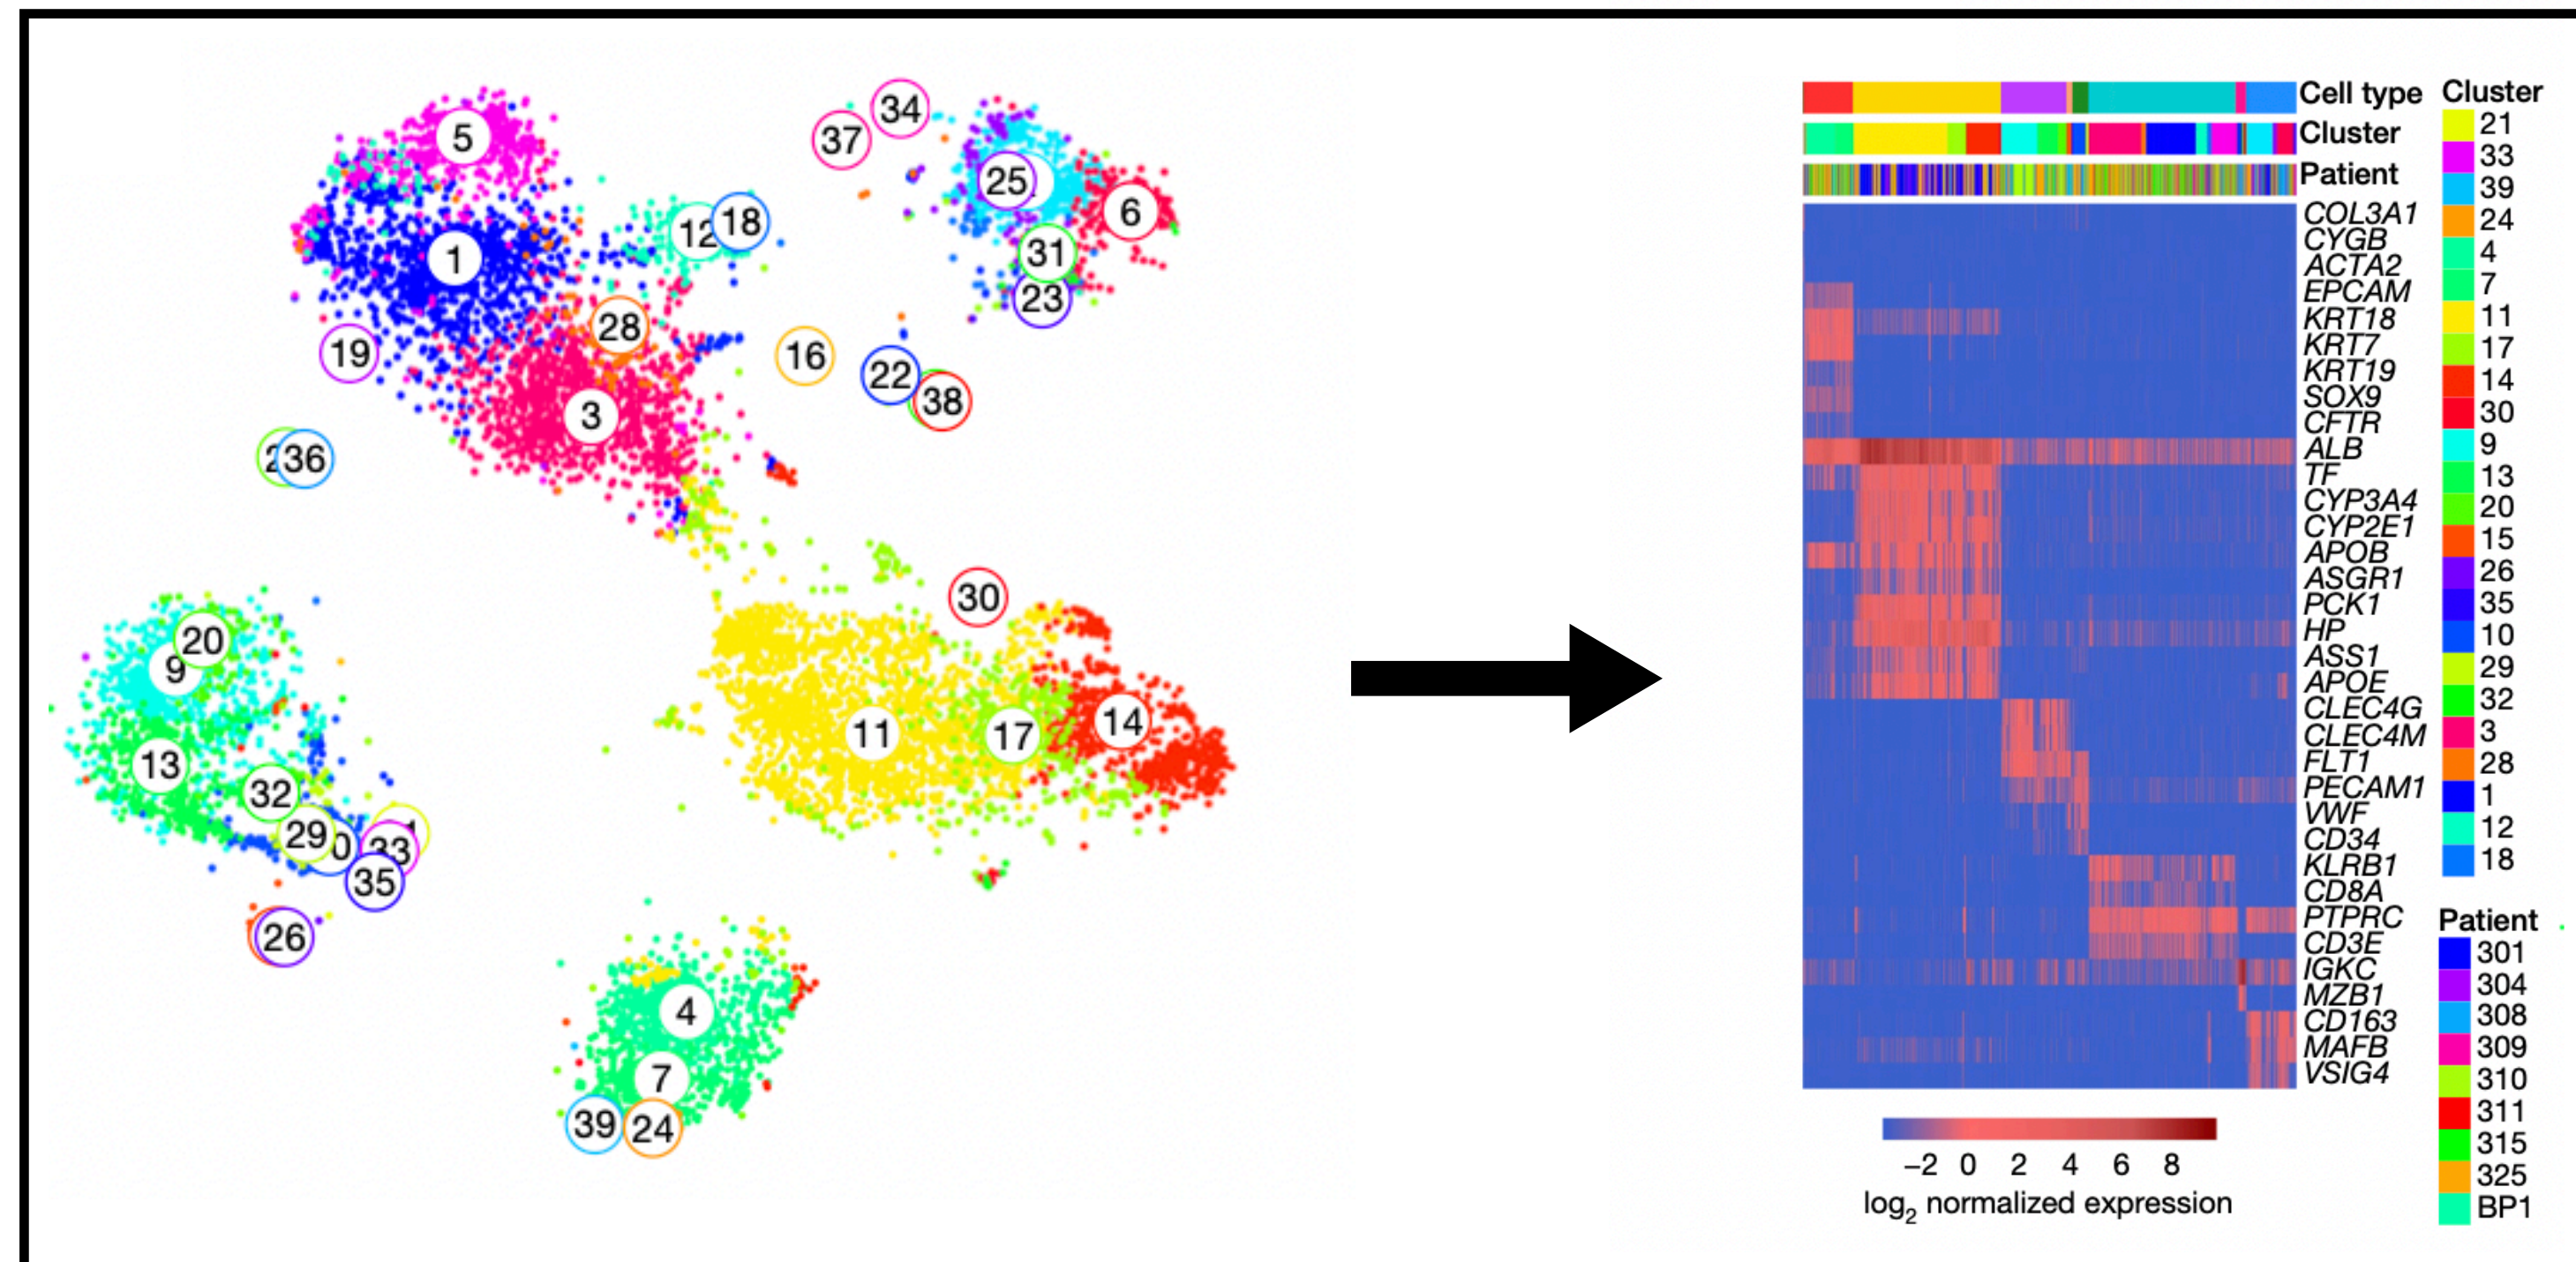 5
34
37
25
6
12
18
1
31
23
28
19
16
22
38
3
36
30
20
9
11
17
14
13
32
29
33
35
26
4
7
39
24
Cell type
Cluster
Patient
COL3A1
CYGB
ACTA2
EPCAM
KRT18
KRT7
KRT19
SOX9
CFTR
ALB
TF
CYP3A4
CYP2E1
APOB
ASGR1
PCK1
HP
ASS1
APOE
CLEC4G
CLEC4M
FLT1
PECAM1
VWF
CD34
KLRB1
CD8A
PTPRC
CD3E
IGKC
MZB1
CD163
MAFB
VSIG4
−2 0 2 4 6 8
log2 normalized expression
Cluster
21
33
39
24
4
7
11
17
14
30
9
13
20
15
26
35
10
29
32
3
28
1
12
18
Patient
301
304
308
309
310
311
315
325
BP1